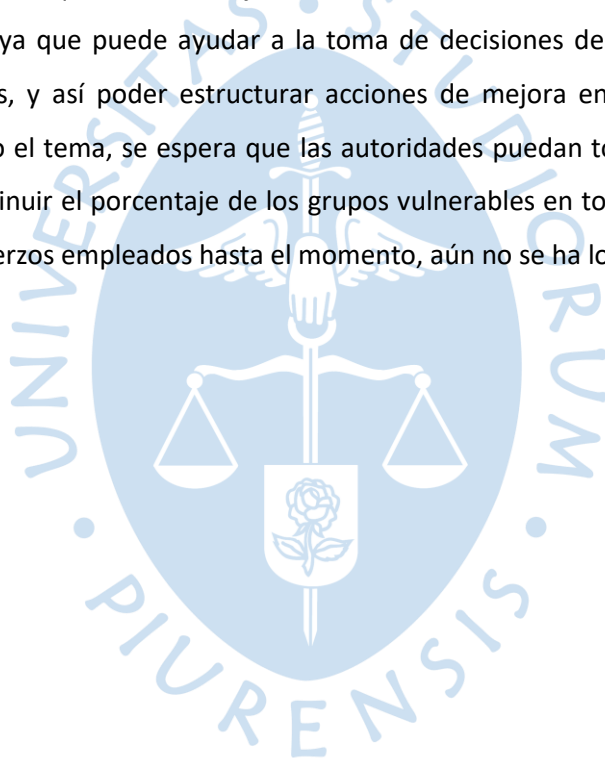 ya que puede ayudar a la toma de decisiones de
s, y así poder estructurar acciones de mejora en
o el tema, se espera que las autoridades puedan to
inuir el porcentaje de los grupos vulnerables en to
erzos empleados hasta el momento, aún no se ha lo
UNIVERSITAS • STUDIORUM • PIURENSIS •